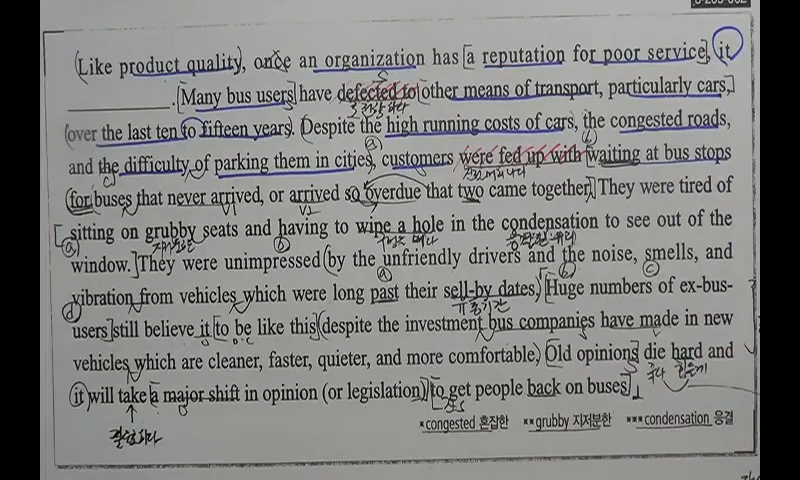 Like product quality, once an organization has a reputation for poor service, it
__________. Many bus users have defected to other means of transport, particularly cars,
over the last ten to fifteen years. Despite the high running costs of cars, the congested roads,
and the difficulty of parking them in cities, customers were fed up with waiting at bus stops
for buses that never arrived, or arrived so overdue that two came together. They were tired of
sitting on grubby seats and having to wipe a hole in the condensation to see out of the
window. They were unimpressed by the unfriendly drivers and the noise, smells, and
vibration from vehicles which were long past their sell-by dates. Huge numbers of ex-bus-
유통기간
users still believe it to be like this despite the investment bus companies have made in new
vehicles which are cleaner, faster, quieter, and more comfortable. Old opinions die hard and
it will take a major shift in opinion (or legislation) to get people back on buses.
필요하다
*congested 혼잡한 **grubby 지저분한 ***condensation 응결